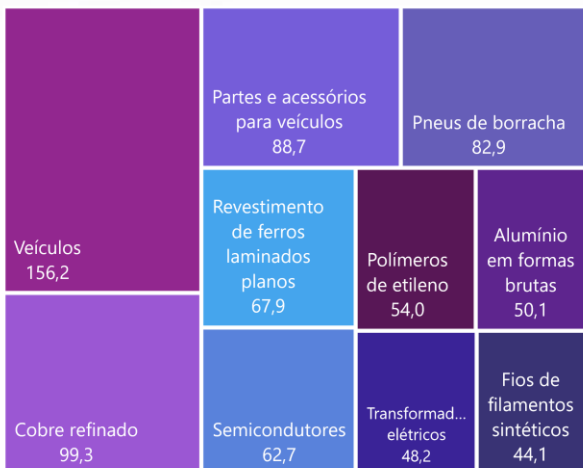 Veículos
156,2
Cobre refinado
99,3
Partes e acessórios
para veículos
88,7
Pneus de borracha
82,9
Revestimento
de ferros
laminados
planos
67,9
Polímeros
de etileno
54,0
Alumínio
em formas
brutas
50,1
Semicondutores
62,7
Transformad...
elétricos
48,2
Fios de
filamentos
sintéticos
44,1